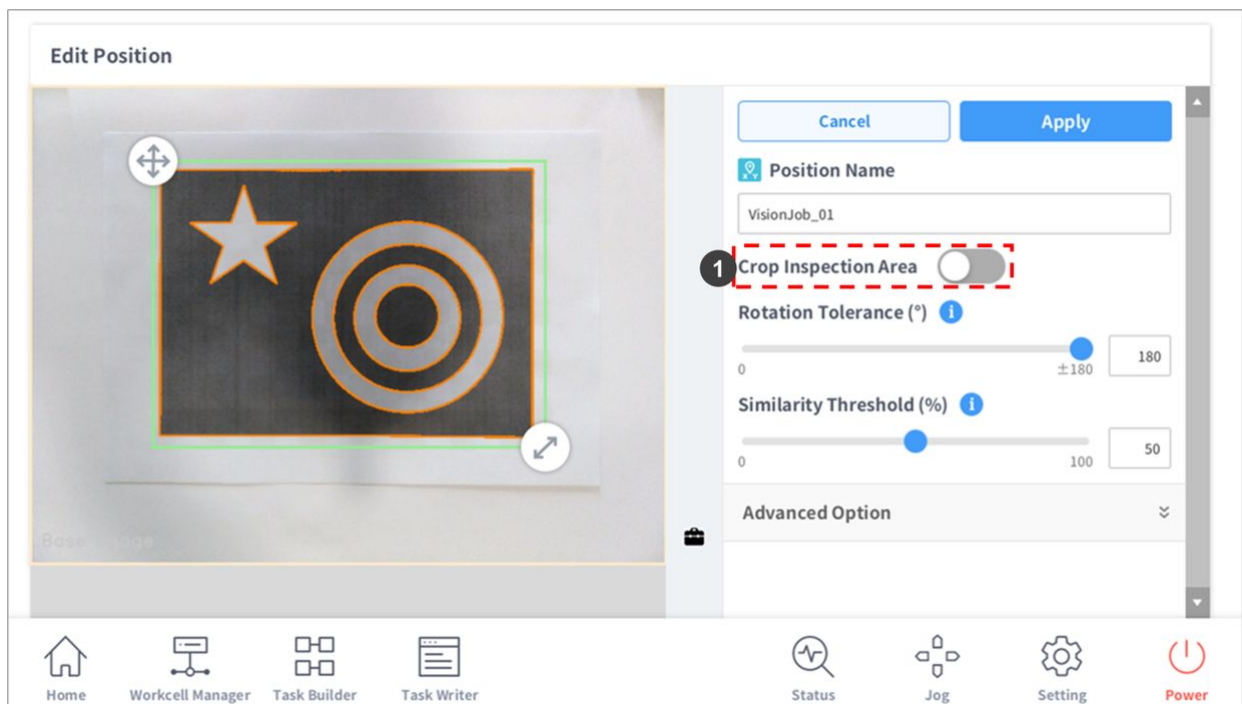 Edit Position
Cancel
Apply
Position Name
VisionJob_01
1
Crop Inspection Area
Rotation Tolerance (°) i
0
±180
180
Similarity Threshold (%) i
0
100
50
Advanced Option
Home
Workcell Manager
Task Builder
Task Writer
Status
Jog
Setting
Power